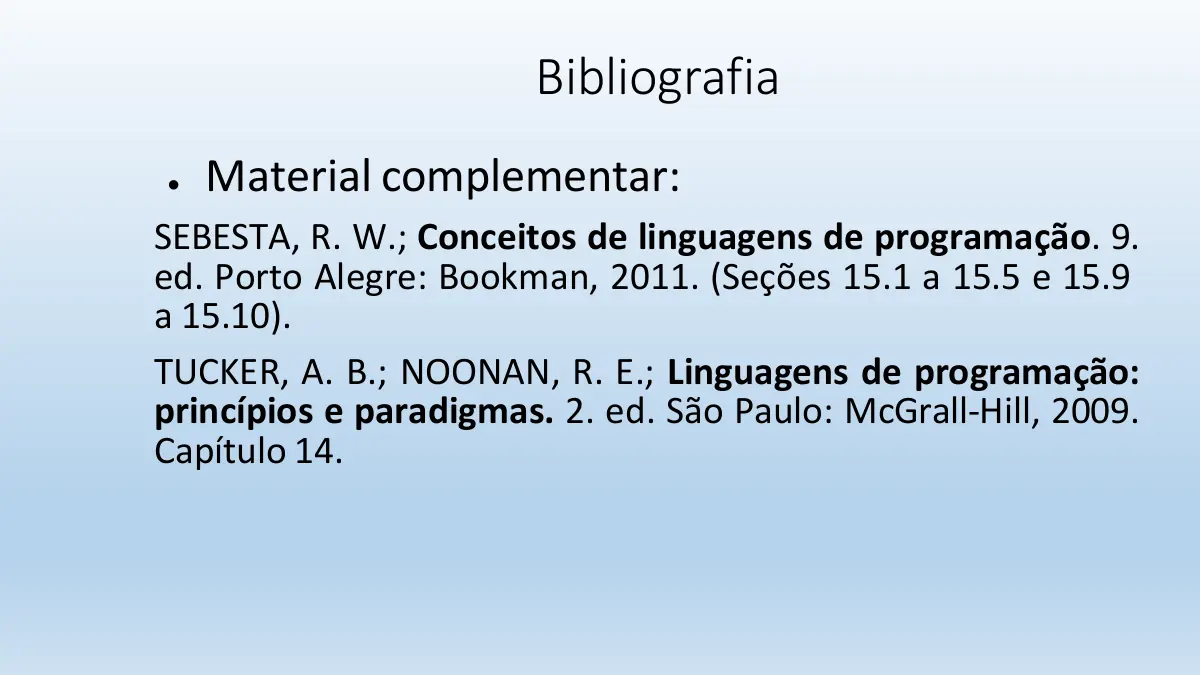 Bibliografia
● Material complementar:
SEBESTA, R. W.; Conceitos de linguagens de programação. 9.
ed. Porto Alegre: Bookman, 2011. (Seções 15.1 a 15.5 e 15.9
a 15.10).
TUCKER, A. B.; NOONAN, R. E.; Linguagens de programação:
princípios e paradigmas. 2. ed. São Paulo: McGrall-Hill, 2009.
Capítulo 14.